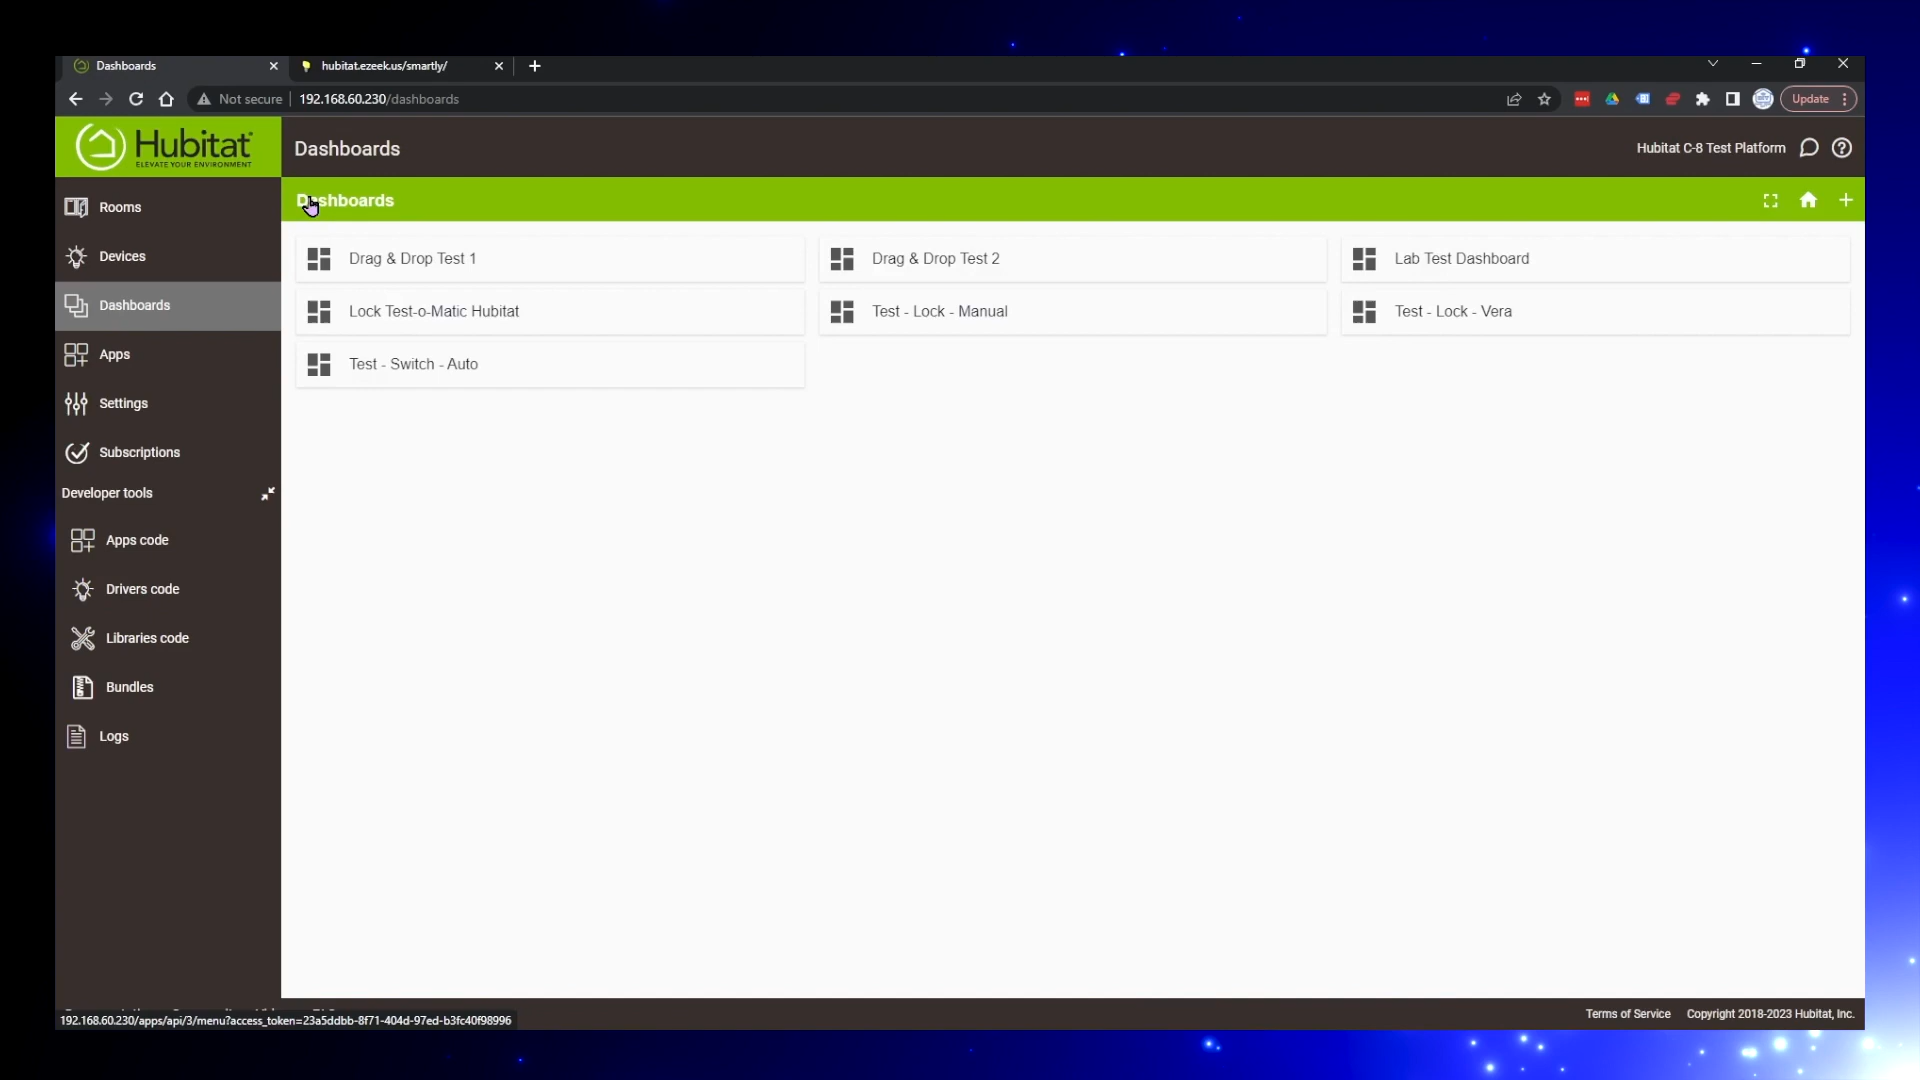 Dashboards
hubitat.ezeek.us/smartly/
Not secure
192.168.60.230/dashboards
Update
Hubitat
ELEVATE YOUR ENVIRONMENT
Dashboards
Hubitat C-8 Test Platform
Dashboards
Rooms
Devices
Dashboards
Apps
Settings
Subscriptions
Developer tools
Apps code
Drivers code
Libraries code
Bundles
Logs
Drag & Drop Test 1
Drag & Drop Test 2
Lab Test Dashboard
Lock Test-o-Matic Hubitat
Test - Lock - Manual
Test - Lock - Vera
Test - Switch - Auto
192.168.60.230/apps/api/3/menu?access_token=23a5ddbb-8f71-404d-97ed-b3fc40f98996
Terms of Service
Copyright 2018-2023 Hubitat, Inc.